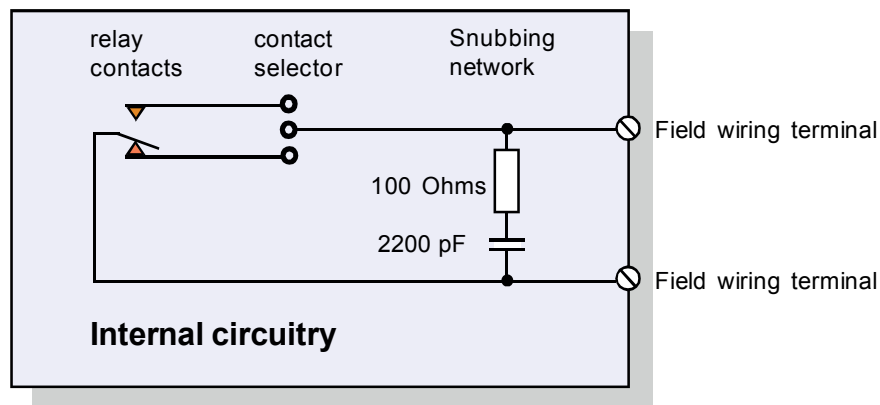 relay
contacts
contact
selector
Snubbing
network
Field wiring terminal
100 Ohms
2200 pF
Field wiring terminal
Internal circuitry